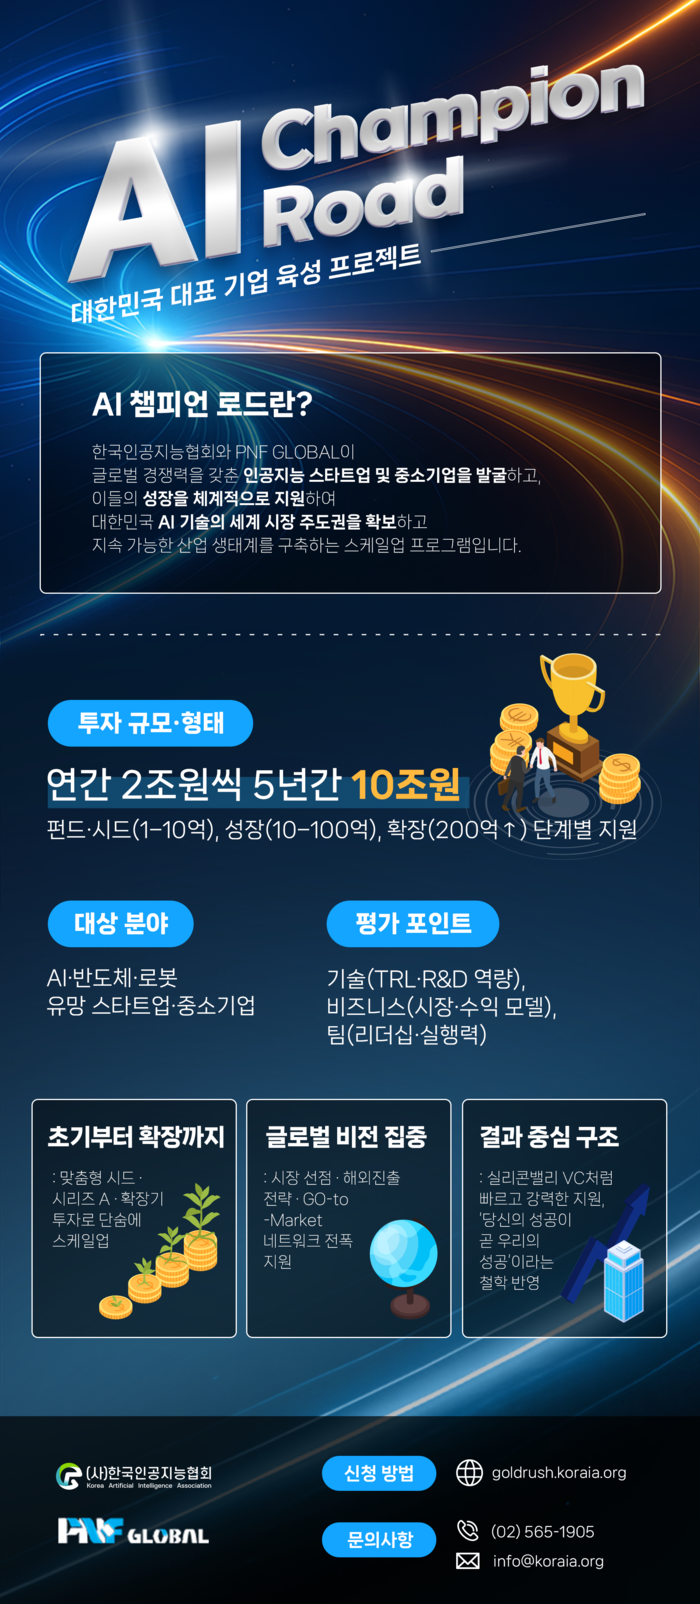 AI Champion
Road
대한민국 대표 기업 육성 프로젝트
AI 챔피언 로드란?
한국인공지능협회와 PNF GLOBAL이
글로벌 경쟁력을 갖춘 인공지능 스타트업 및 중소기업을 발굴하고,
이들의 성장을 체계적으로 지원하여
대한민국 AI 기술의 세계 시장 주도권을 확보하고
지속 가능한 산업 생태계를 구축하는 스케일업 프로그램입니다.
투자 규모·형태
연간 2조원씩 5년간 10조원
펀드·시드(1–10억), 성장(10–100억), 확장(200억↑) 단계별 지원
대상 분야
AI·반도체·로봇
유망 스타트업·중소기업
평가 포인트
기술(TRL·R&D 역량),
비즈니스(시장·수익 모델),
팀(리더십·실행력)
초기부터 확장까지
: 맞춤형 시드 ·
시리즈 A · 확장기
투자로 단숨에
스케일업
글로벌 비전 집중
: 시장 선점 · 해외진출
전략 · GO-to
-Market
네트워크 전폭
지원
결과 중심 구조
: 실리콘밸리 VC처럼
빠르고 강력한 지원,
'당신의 성공이
곧 우리의
성공'이라는
철학 반영
(사)한국인공지능협회
Korea Artificial Intelligence Association
PNF GLOBAL
신청 방법
goldrush.koraia.org
문의사항
(02) 565-1905
info@koraia.org